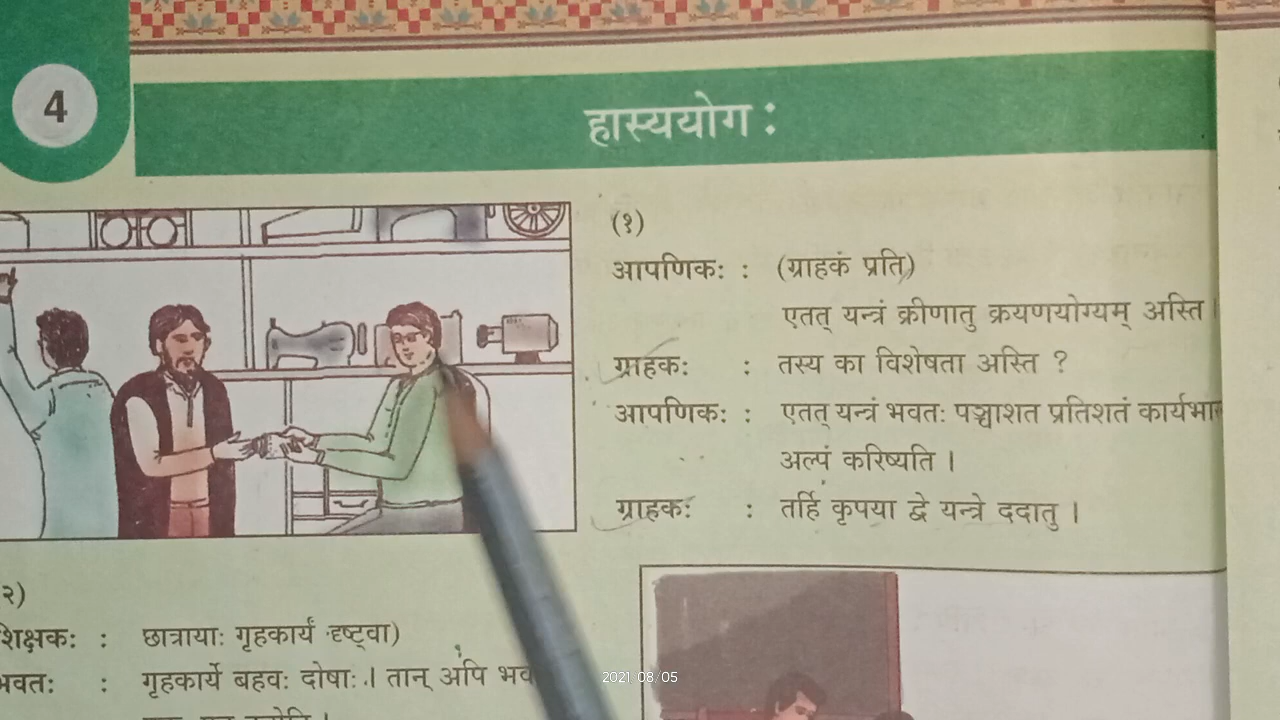 4
हास्ययोगः
(१)
आपणिकः : (ग्राहकं प्रति)
एतत् यन्त्रं क्रीणातु क्रयणयोग्यम् अस्ति ।
ग्राहकः : तस्य का विशेषता अस्ति ?
आपणिकः : एतत् यन्त्रं भवतः पञ्चाशत प्रतिशतं
अल्पं करिष्यति ।
ग्राहकः : तर्हि कृपया द्वे यन्त्रे ददातु ।
२)
शिक्षकः : छात्रायाः गृहकार्यं दृष्ट्वा)
: गृहकार्ये बहवः दोषाः । तान् अपि
2021/08/05